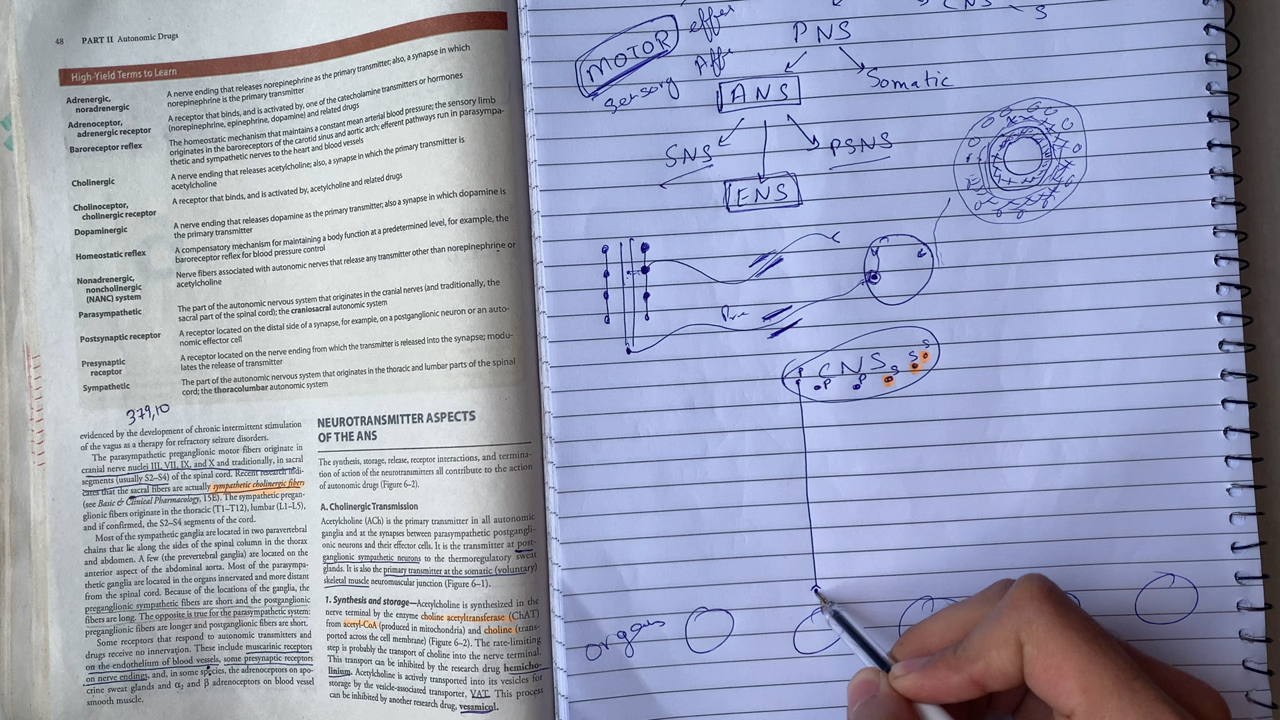 48 PART II Autonomic Drugs
High-Yield Terms to Learn
Adrenergic, noradrenergic
A nerve ending that releases norepinephrine as the primary transmitter; also, a synapse in which
norepinephrine is the primary transmitter
Adrenoceptor, adrenergic receptor
A receptor that binds, and is activated by, one of the catecholamine transmitters or hormones
(norepinephrine, epinephrine, dopamine) and related drugs
Baroreceptor reflex
The homeostatic mechanism that maintains a constant mean arterial blood pressure; the sensory limb
originates in the baroreceptors of the carotid sinus and aortic arch; efferent pathways run in parasympa-
thetic and sympathetic nerves to the heart and blood vessels
Cholinergic
A nerve ending that releases acetylcholine; also, a synapse in which the primary transmitter is
acetylcholine
Cholinoceptor, cholinergic receptor
A receptor that binds, and is activated by, acetylcholine and related drugs
Dopaminergic
A nerve ending that releases dopamine as the primary transmitter; also a synapse in which dopamine is
the primary transmitter
Homeostatic reflex
A compensatory mechanism for maintaining a body function at a predetermined level, for example, the
baroreceptor reflex for blood pressure control
Nonadrenergic, noncholinergic (NANC) system
Nerve fibers associated with autonomic nerves that release any transmitter other than norepinephrine or
acetylcholine
Parasympathetic
The part of the autonomic nervous system that originates in the cranial nerves (and traditionally, the
sacral part of the spinal cord); the craniosacral autonomic system
Postsynaptic receptor
A receptor located on the distal side of a synapse, for example, on a postganglionic neuron or an auto-
nomic effector cell
Presynaptic receptor
A receptor located on the nerve ending from which the transmitter is released into the synapse; modu-
lates the release of transmitter
Sympathetic
The part of the autonomic nervous system that originates in the thoracic and lumbar parts of the spinal
cord; the thoracolumbar autonomic system
379,10
evidenced by the development of chronic intermittent stimulation
of the vagus as a therapy for refractory seizure disorders.
The parasympathetic preganglionic motor fibers originate in
cranial nerve nuclei III, VII, IX, and X and traditionally, in sacral
segments (usually S2–S4) of the spinal cord. Recent research indi-
cates that the sacral fibers are actually sympathetic cholinergic fibers
(see Basic & Clinical Pharmacology, 15E). The sympathetic pregan-
glionic fibers originate in the thoracic (T1–T12), lumbar (L1–L5),
and if confirmed, the S2–S4 segments of the cord.
Most of the sympathetic ganglia are located in two paravertebral
chains that lie along the sides of the spinal column in the thorax
and abdomen. A few (the prevertebral ganglia) are located on the
anterior aspect of the abdominal aorta. Most of the parasympa-
thetic ganglia are located in the organs innervated and more distant
from the spinal cord. Because of the locations of the ganglia, the
preganglionic sympathetic fibers are short and the postganglionic
fibers are long. The opposite is true for the parasympathetic system:
preganglionic fibers are longer and postganglionic fibers are short.
Some receptors that respond to autonomic transmitters and
drugs receive no innervation. These include muscarinic receptors
on the endothelium of blood vessels, some presynaptic receptors
on nerve endings, and, in some species, the adrenoceptors on apo-
crine sweat glands and α2 and β adrenoceptors on blood vessel
smooth muscle.
NEUROTRANSMITTER ASPECTS
OF THE ANS
The synthesis, storage, release, receptor interactions, and termina-
tion of action of the neurotransmitters all contribute to the action
of autonomic drugs (Figure 6–2).
A. Cholinergic Transmission
Acetylcholine (ACh) is the primary transmitter in all autonomic
ganglia and at the synapses between parasympathetic postgangli-
onic neurons and their effector cells. It is the transmitter at post-
ganglionic sympathetic neurons to the thermoregulatory sweat
glands. It is also the primary transmitter at the somatic (voluntary)
skeletal muscle neuromuscular junction (Figure 6–1).
1. Synthesis and storage—Acetylcholine is synthesized in the
nerve terminal by the enzyme choline acetyltransferase (ChAT)
from acetyl-CoA (produced in mitochondria) and choline (trans-
ported across the cell membrane) (Figure 6–2). The rate-limiting
step is probably the transport of choline into the nerve terminal.
This transport can be inhibited by the research drug hemicho-
linium. Acetylcholine is actively transported into its vesicles for
storage by the vesicle-associated transporter, VAT. This process
can be inhibited by another research drug, vesamicol.
CNS S
MOTOR effer
PNS
sensory Aff
ANS
Somatic
SNS
PSNS
ENS
CNS
P P S S S
organs